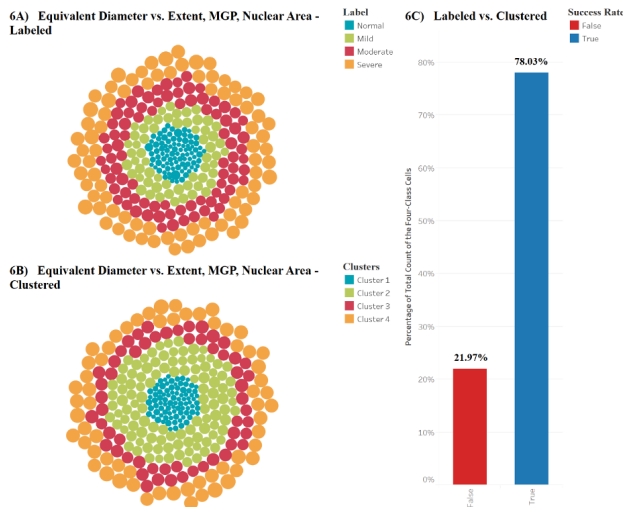 6A) Equivalent Diameter vs. Extent, MGP, Nuclear Area -
Labeled
Label
Normal
Mild
Moderate
Severe
6B) Equivalent Diameter vs. Extent, MGP, Nuclear Area -
Clustered
Clusters
Cluster 1
Cluster 2
Cluster 3
Cluster 4
6C) Labeled vs. Clustered
Success Rate
False
True
Percentage of Total Count of the Four-Class Cells
80%
70%
60%
50%
40%
30%
20%
10%
0%
78.03%
21.97%
False
True